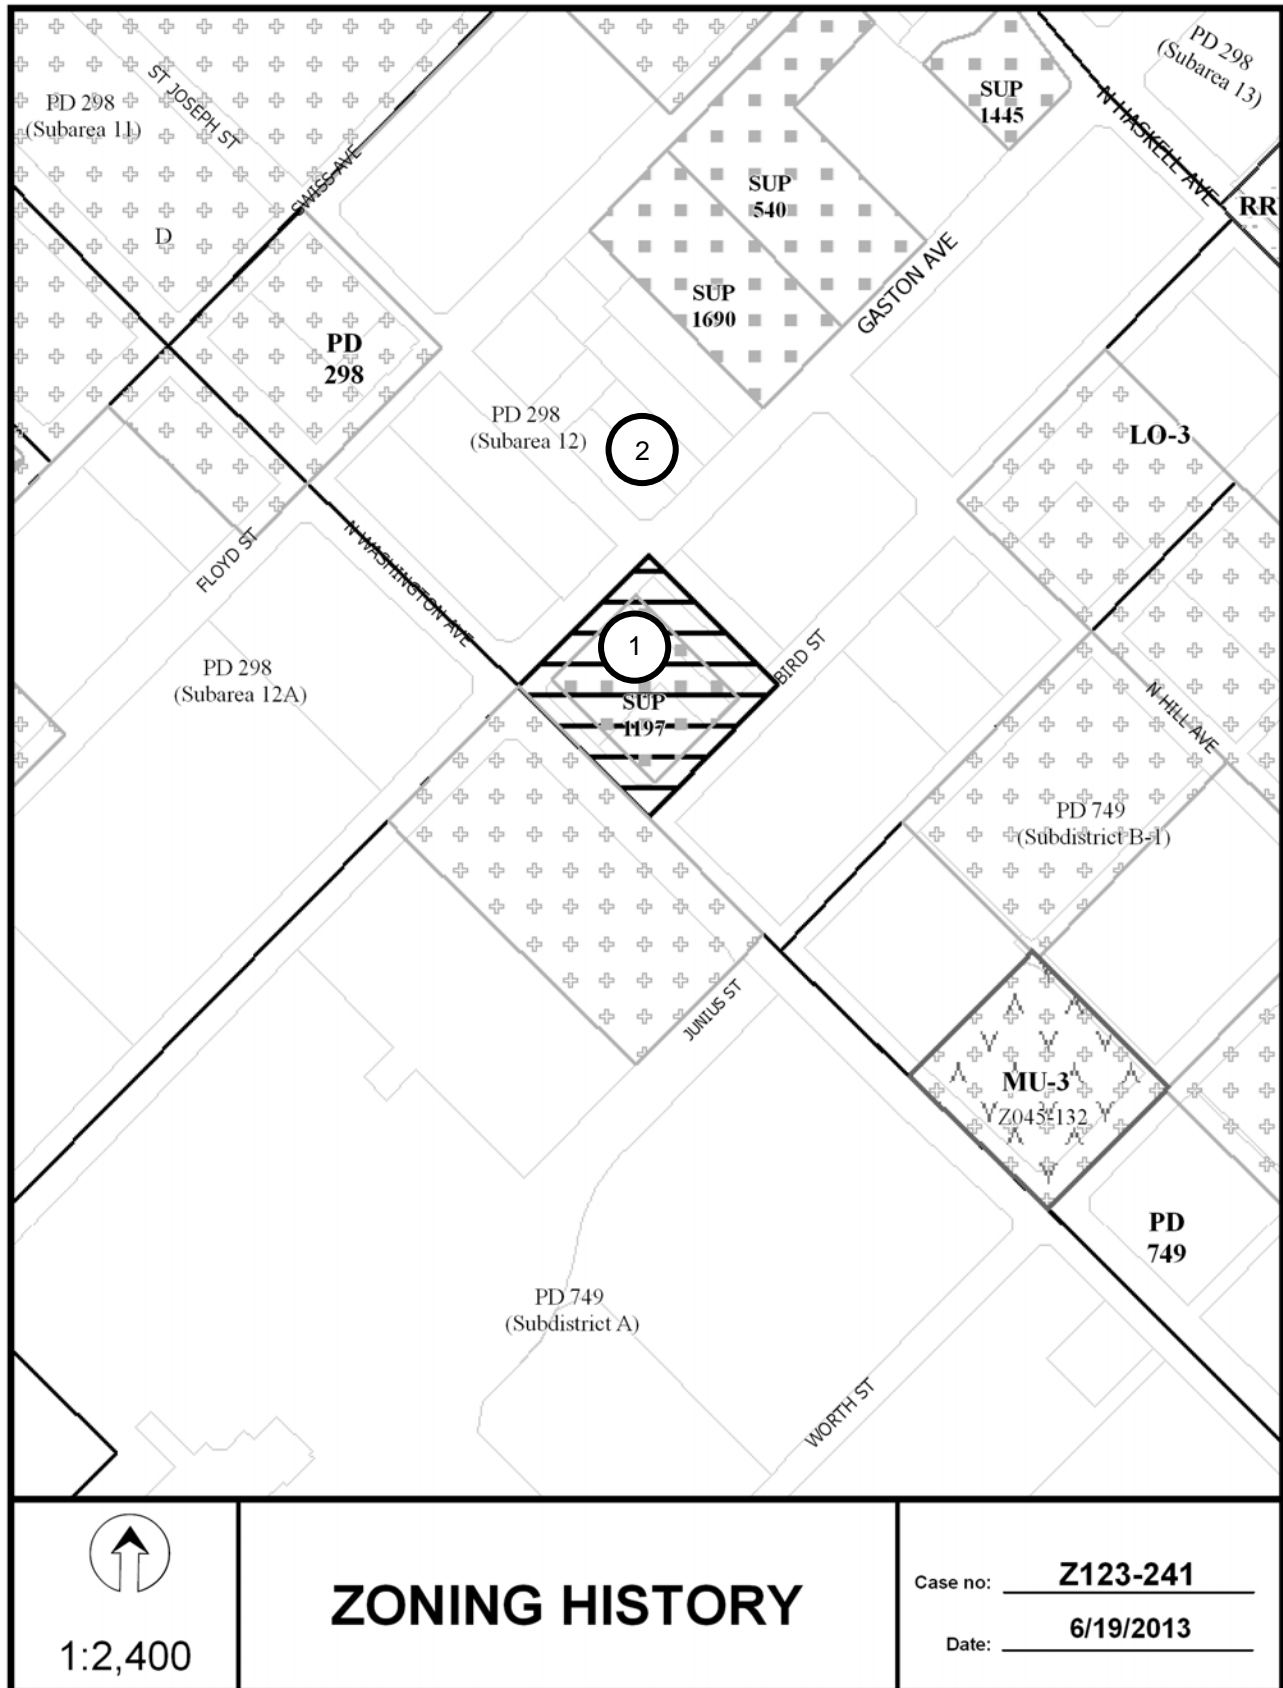 PD 298
(Subarea 13)
SUP
1445
N HASKELL AVE
PD 298
(Subarea 11)
ST JOSEPH ST
SWISS AVE
SUP
540
RR
D
GASTON AVE
SUP
1690
PD
298
PD 298
(Subarea 12)
2
LO-3
FLOYD ST
N WASHINGTON AVE
1
BIRD ST
PD 298
(Subarea 12A)
SUP
1197
N HILL AVE
PD 749
(Subdistrict B-1)
JUNIUS ST
MU-3
Z045-132
PD
749
PD 749
(Subdistrict A)
WORTH ST
1:2,400
ZONING HISTORY
Case no: Z123-241
Date: 6/19/2013